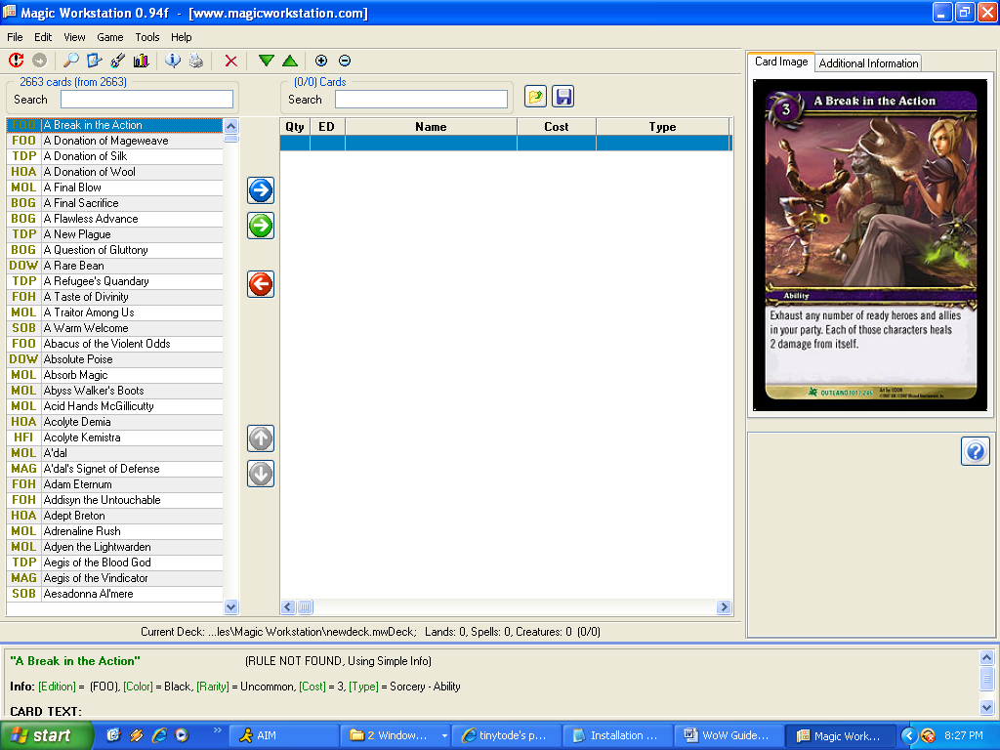 Magic Workstation 0.94f - [www.magicworkstation.com]
File Edit View Game Tools Help
2663 cards (from 2663)
Search
(0/0) Cards
Search
FOO A Break in the Action
FOO A Donation of Mageweave
TDP A Donation of Silk
HOA A Donation of Wool
MOL A Final Blow
BOG A Final Sacrifice
BOG A Flawless Advance
TDP A New Plague
BOG A Question of Gluttony
DOW A Rare Bean
TDP A Refugee's Quandary
FOH A Taste of Divinity
MOL A Traitor Among Us
SOB A Warm Welcome
FOO Abacus of the Violent Odds
DOW Absolute Poise
MOL Absorb Magic
MOL Abyss Walker's Boots
MOL Acid Hands McGillicutty
HOA Acolyte Demia
HFI Acolyte Kemistra
MOL A'dal
MAG A'dal's Signet of Defense
FOH Adam Eternum
FOH Addisyn the Untouchable
HOA Adept Breton
MOL Adrenaline Rush
MOL Adyen the Lightwarden
TDP Aegis of the Blood God
MAG Aegis of the Vindicator
SOB Aesadonna Al'mere
Qty ED Name Cost Type
Card Image Additional Information
3 A Break in the Action
Ability
Exhaust any number of ready heroes and allies
in your party. Each of those characters heals
2 damage from itself.
Current Deck: ...les\Magic Workstation\newdeck.mwDeck; Lands: 0, Spells: 0, Creatures: 0 (0/0)
"A Break in the Action" (RULE NOT FOUND, Using Simple Info)
Info: [Edition] = (FOO), [Color] = Black, [Rarity] = Uncommon, [Cost] = 3, [Type] = Sorcery - Ability
CARD TEXT:
start AIM 2 Window... tinytode's p... Installation ... WoW Guide... Magic Work... 8:27 PM